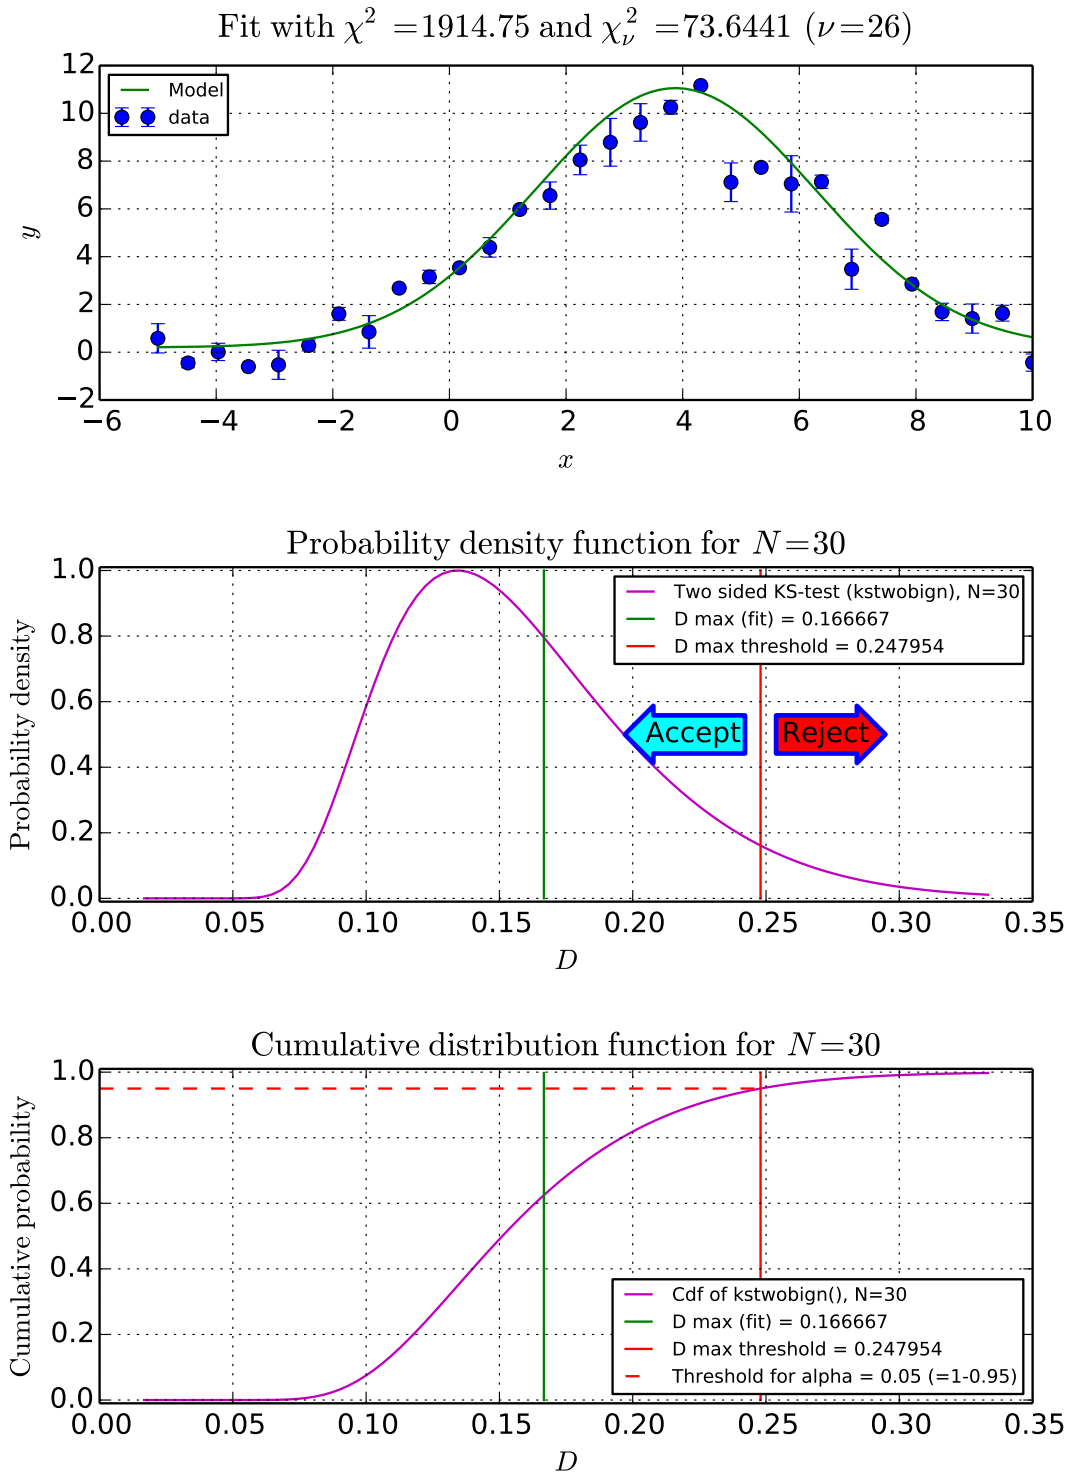 Fit with χ² =1914.75 and χ²_ν =73.6441 (ν=26)
12
10
8
6
4
2
0
−2
Model
data
y
−6 −4 −2 0 2 4 6 8 10
x
Probability density function for N=30
1.0
0.8
0.6
0.4
0.2
0.0
Probability density
Two sided KS-test (kstwobign), N=30
D max (fit) = 0.166667
D max threshold = 0.247954
Accept
Reject
0.00 0.05 0.10 0.15 0.20 0.25 0.30 0.35
D
Cumulative distribution function for N=30
1.0
0.8
0.6
0.4
0.2
0.0
Cumulative probability
Cdf of kstwobign(), N=30
D max (fit) = 0.166667
D max threshold = 0.247954
Threshold for alpha = 0.05 (=1-0.95)
0.00 0.05 0.10 0.15 0.20 0.25 0.30 0.35
D